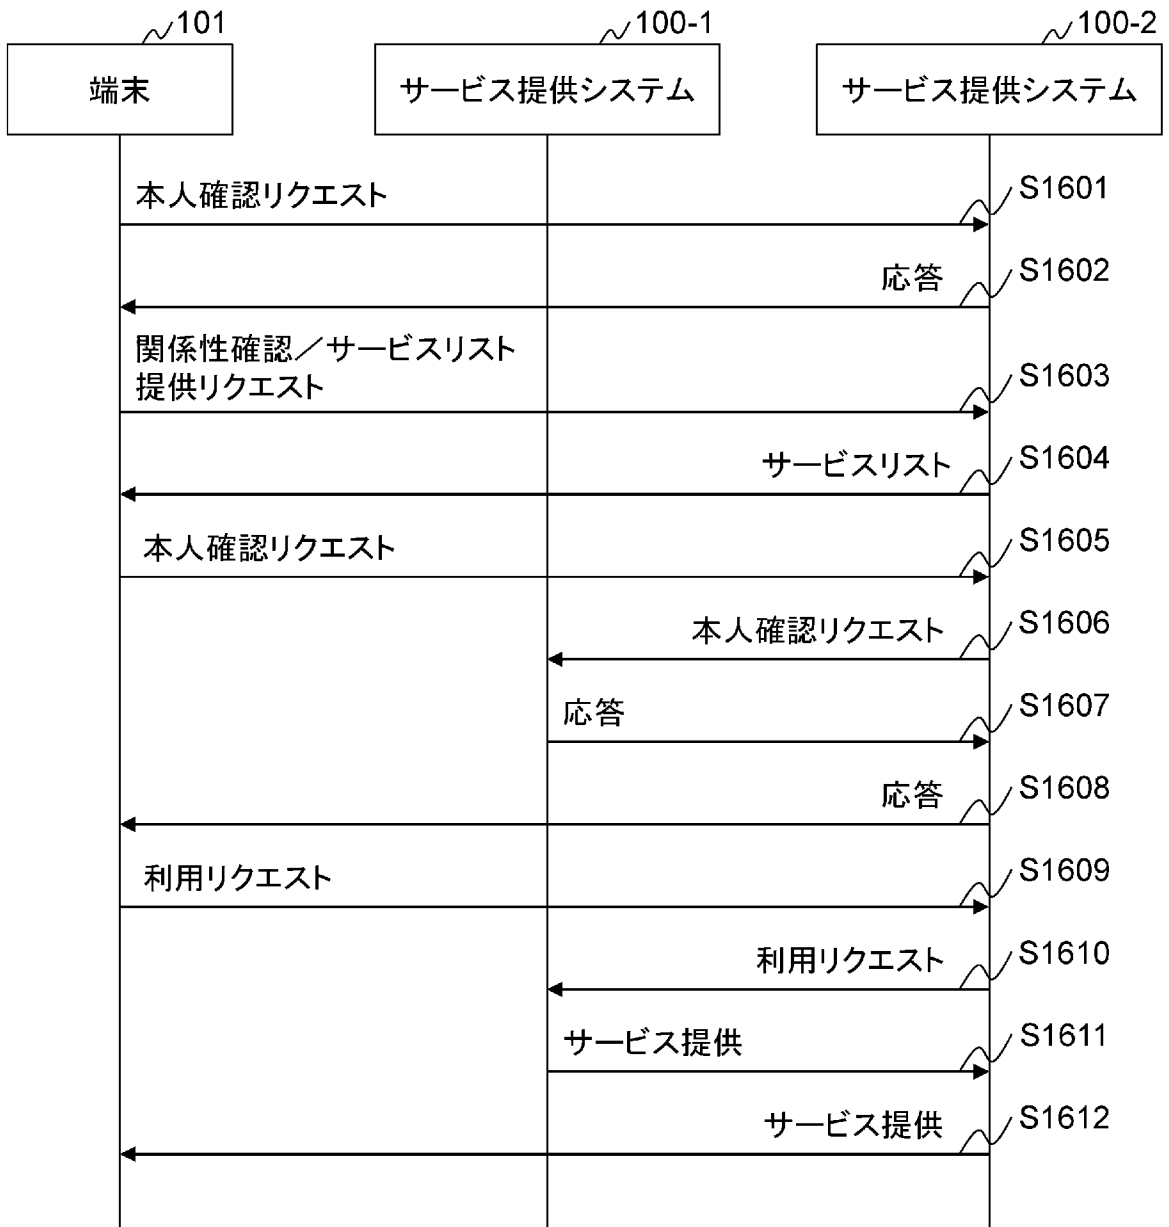 101
100-1
100-2
端末
サービス提供システム
サービス提供システム
本人確認リクエスト
S1601
応答
S1602
関係性確認／サービスリスト
提供リクエスト
S1603
サービスリスト
S1604
本人確認リクエスト
S1605
本人確認リクエスト
S1606
応答
S1607
応答
S1608
利用リクエスト
S1609
利用リクエスト
S1610
サービス提供
S1611
サービス提供
S1612